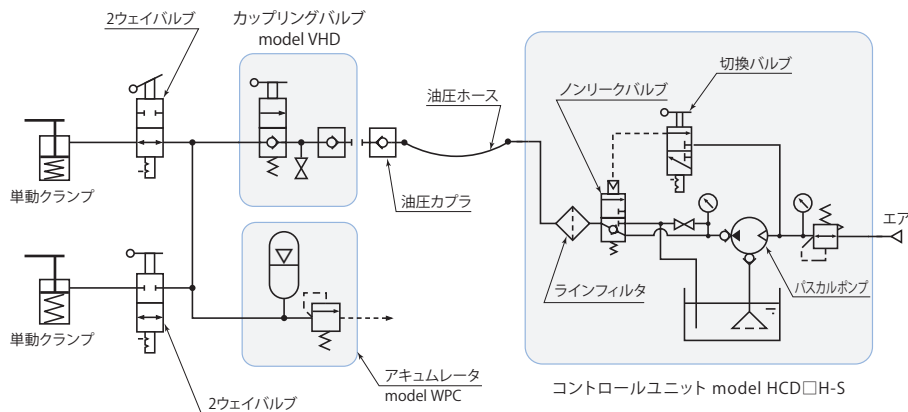 2ウェイバルブ
カップリングバルブ
model VHD
単動クランプ
油圧ホース
油圧カプラ
ノンリークバルブ
切換バルブ
エア
ラインフィルタ
パスカルポンプ
単動クランプ
2ウェイバルブ
アキュムレータ
model WPC
コントロールユニット model HCD□H-S